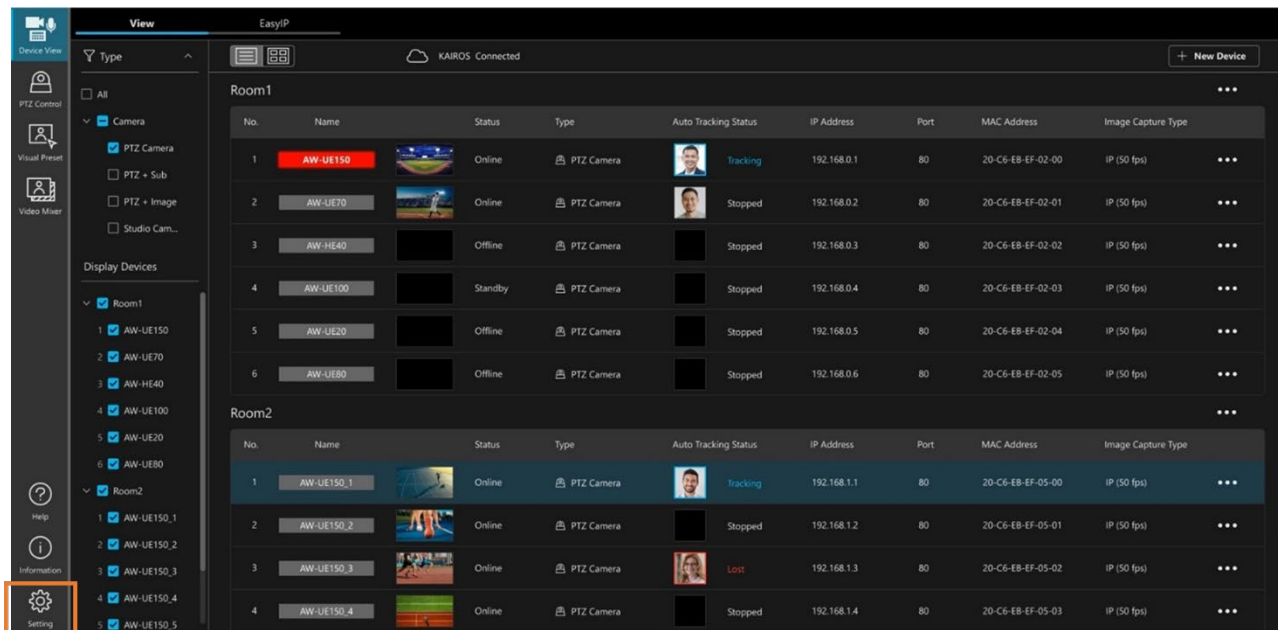 View EasyIP
Device View
PTZ Control
Visual Preset
Video Mixer
Help
Information
Setting
Type
All
Camera
PTZ Camera
PTZ + Sub
PTZ + Image
Studio Cam...
Display Devices
Room1
1 AW-UE150
2 AW-UE70
3 AW-HE40
4 AW-UE100
5 AW-UE20
6 AW-UE80
Room2
1 AW-UE150_1
2 AW-UE150_2
3 AW-UE150_3
4 AW-UE150_4
5 AW-UE150_5
KAIROS Connected
+ New Device
Room1
No. Name Status Type Auto Tracking Status IP Address Port MAC Address Image Capture Type
1 AW-UE150 Online PTZ Camera Tracking 192.168.0.1 80 20-C6-EB-EF-02-00 IP (50 fps)
2 AW-UE70 Online PTZ Camera Stopped 192.168.0.2 80 20-C6-EB-EF-02-01 IP (50 fps)
3 AW-HE40 Offline PTZ Camera Stopped 192.168.0.3 80 20-C6-EB-EF-02-02 IP (50 fps)
4 AW-UE100 Standby PTZ Camera Stopped 192.168.0.4 80 20-C6-EB-EF-02-03 IP (50 fps)
5 AW-UE20 Offline PTZ Camera Stopped 192.168.0.5 80 20-C6-EB-EF-02-04 IP (50 fps)
6 AW-UE80 Offline PTZ Camera Stopped 192.168.0.6 80 20-C6-EB-EF-02-05 IP (50 fps)
Room2
No. Name Status Type Auto Tracking Status IP Address Port MAC Address Image Capture Type
1 AW-UE150_1 Online PTZ Camera Tracking 192.168.1.1 80 20-C6-EB-EF-05-00 IP (50 fps)
2 AW-UE150_2 Online PTZ Camera Stopped 192.168.1.2 80 20-C6-EB-EF-05-01 IP (50 fps)
3 AW-UE150_3 Online PTZ Camera Lost 192.168.1.3 80 20-C6-EB-EF-05-02 IP (50 fps)
4 AW-UE150_4 Online PTZ Camera Stopped 192.168.1.4 80 20-C6-EB-EF-05-03 IP (50 fps)